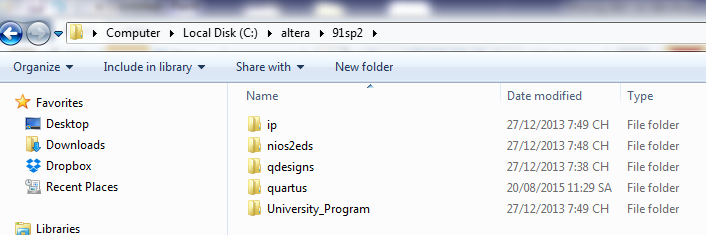 Computer Local Disk (C:) altera 91sp2
Organize Include in library Share with New folder
Favorites
Desktop
Downloads
Dropbox
Recent Places
Libraries
Name Date modified Type
ip 27/12/2013 7:49 CH File folder
nios2eds 27/12/2013 7:48 CH File folder
qdesigns 27/12/2013 7:38 CH File folder
quartus 20/08/2015 11:29 SA File folder
University_Program 27/12/2013 7:49 CH File folder